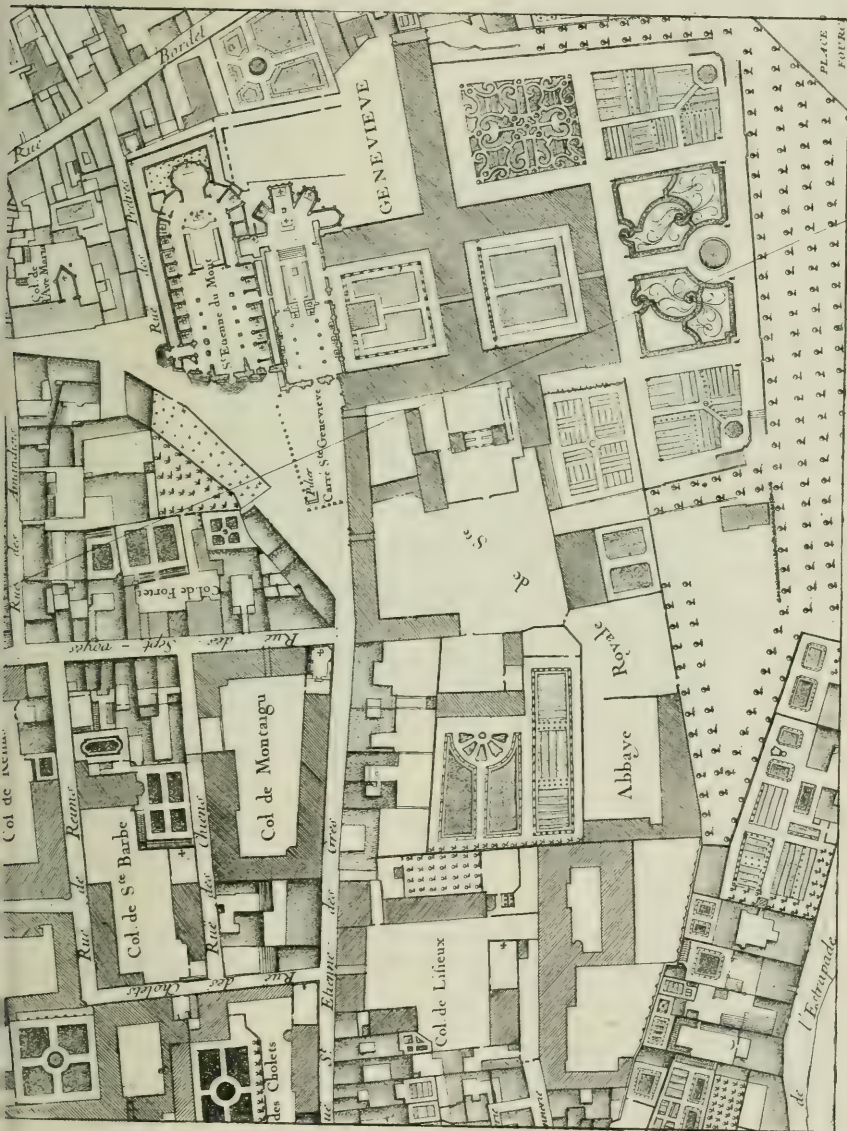 Rue Bordet
Col. de
l'Ave Maria
Rue des Prêtres
St Etienne du Mont
GENEVIEVE
PLACE
FOURC
Rue des Amandiers
Pilier
Carré Ste Genevieve
Col. de Fortet
de Ste
Rue des Sept-voyes
Royale
Abbaye
Col de Reims
Rue de Reims
Col. de Ste Barbe
Rue des Chiens
Col de Montaigu
Rue des Cholets
St Etienne des Grès
Col. de Lisieux
des Cholets
de l'Estrapade